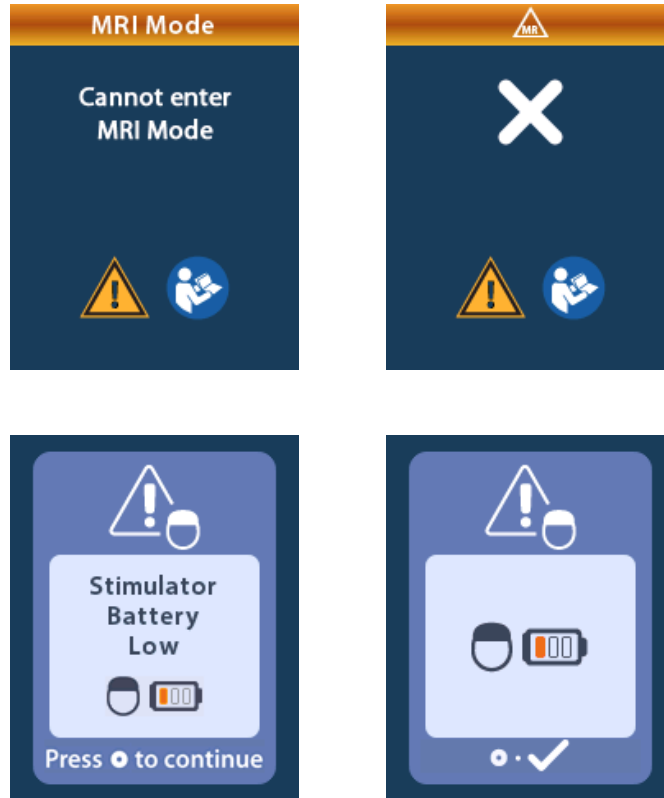 MRI Mode
MR
Cannot enter
MRI Mode
Stimulator
Battery
Low
Press to continue